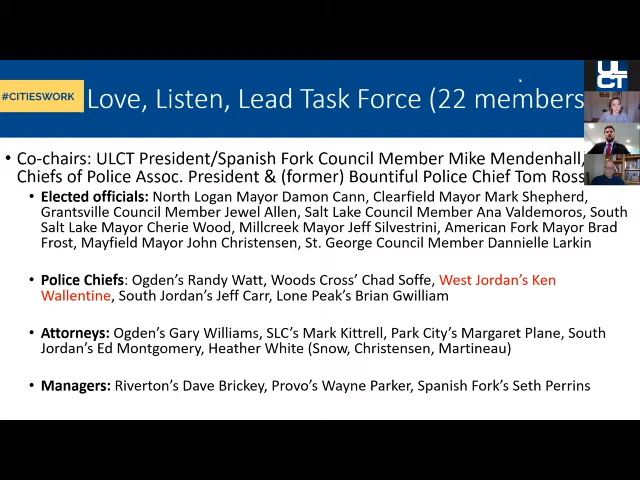 #CITIESWORK
Love, Listen, Lead Task Force (22 members
ULCT
• Co-chairs: ULCT President/Spanish Fork Council Member Mike Mendenhall,
Chiefs of Police Assoc. President & (former) Bountiful Police Chief Tom Ross
• Elected officials: North Logan Mayor Damon Cann, Clearfield Mayor Mark Shepherd,
Grantsville Council Member Jewel Allen, Salt Lake Council Member Ana Valdemoros, South
Salt Lake Mayor Cherie Wood, Millcreek Mayor Jeff Silvestrini, American Fork Mayor Brad
Frost, Mayfield Mayor John Christensen, St. George Council Member Dannielle Larkin
• Police Chiefs: Ogden's Randy Watt, Woods Cross' Chad Soffe, West Jordan's Ken
Wallentine, South Jordan's Jeff Carr, Lone Peak's Brian Gwilliam
• Attorneys: Ogden's Gary Williams, SLC's Mark Kittrell, Park City's Margaret Plane, South
Jordan's Ed Montgomery, Heather White (Snow, Christensen, Martineau)
• Managers: Riverton's Dave Brickey, Provo's Wayne Parker, Spanish Fork's Seth Perrins